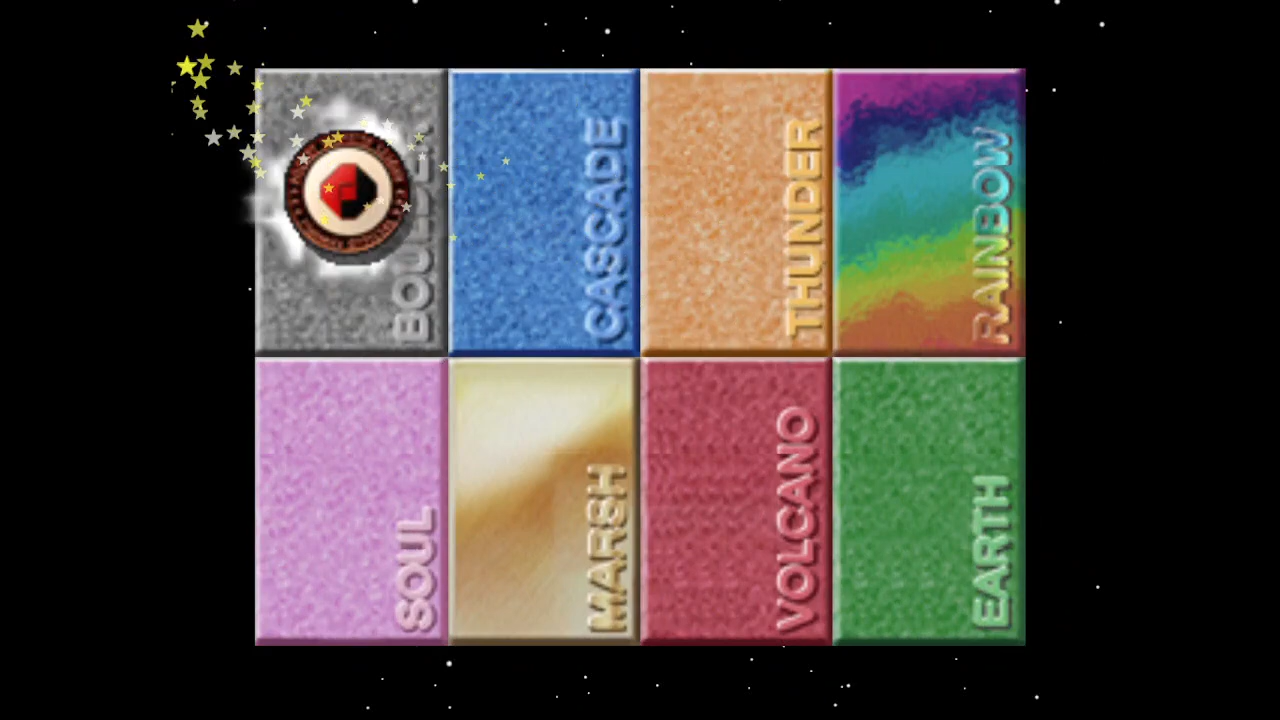 BOULDER
CASCADE
THUNDER
RAINBOW
SOUL
MARSH
VOLCANO
EARTH